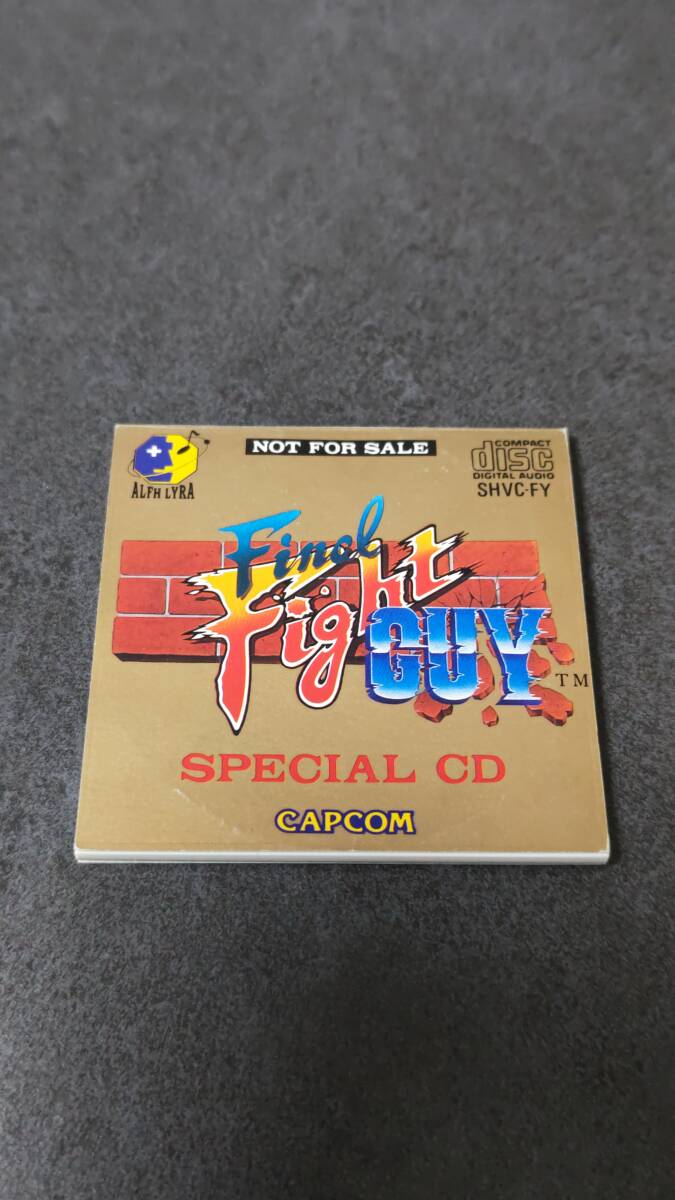 NOT FOR SALE
ALFH LYRA
COMPACT
disc
DIGITAL AUDIO
SHVC-FY
Final
Fight
GUY
TM
SPECIAL CD
CAPCOM